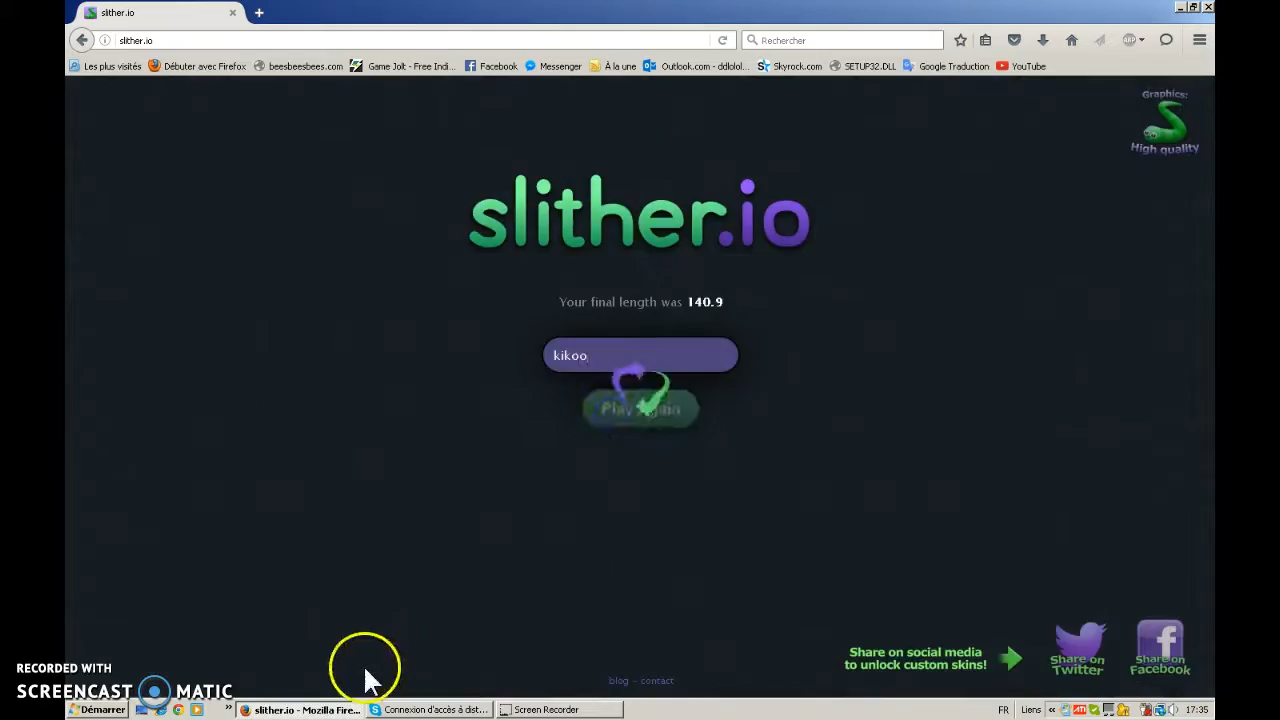 slither.io
slither.io
Rechercher
Les plus visités Débuter avec Firefox beesbeesbees.com Game Jolt - Free Indi... Facebook Messenger À la une Outlook.com - ddlolol... Skyrock.com SETUP32.DLL Google Traduction YouTube
ABP
Graphics:
High quality
slither.io
Your final length was 140.9
kikoo
Play Again
Share on social media
to unlock custom skins!
Share on
Twitter
Share on
Facebook
blog - contact
RECORDED WITH
SCREENCAST MATIC
Démarrer slither.io - Mozilla Fire... Connexion d'accès à dist... Screen Recorder FR Liens « ATI 17:35